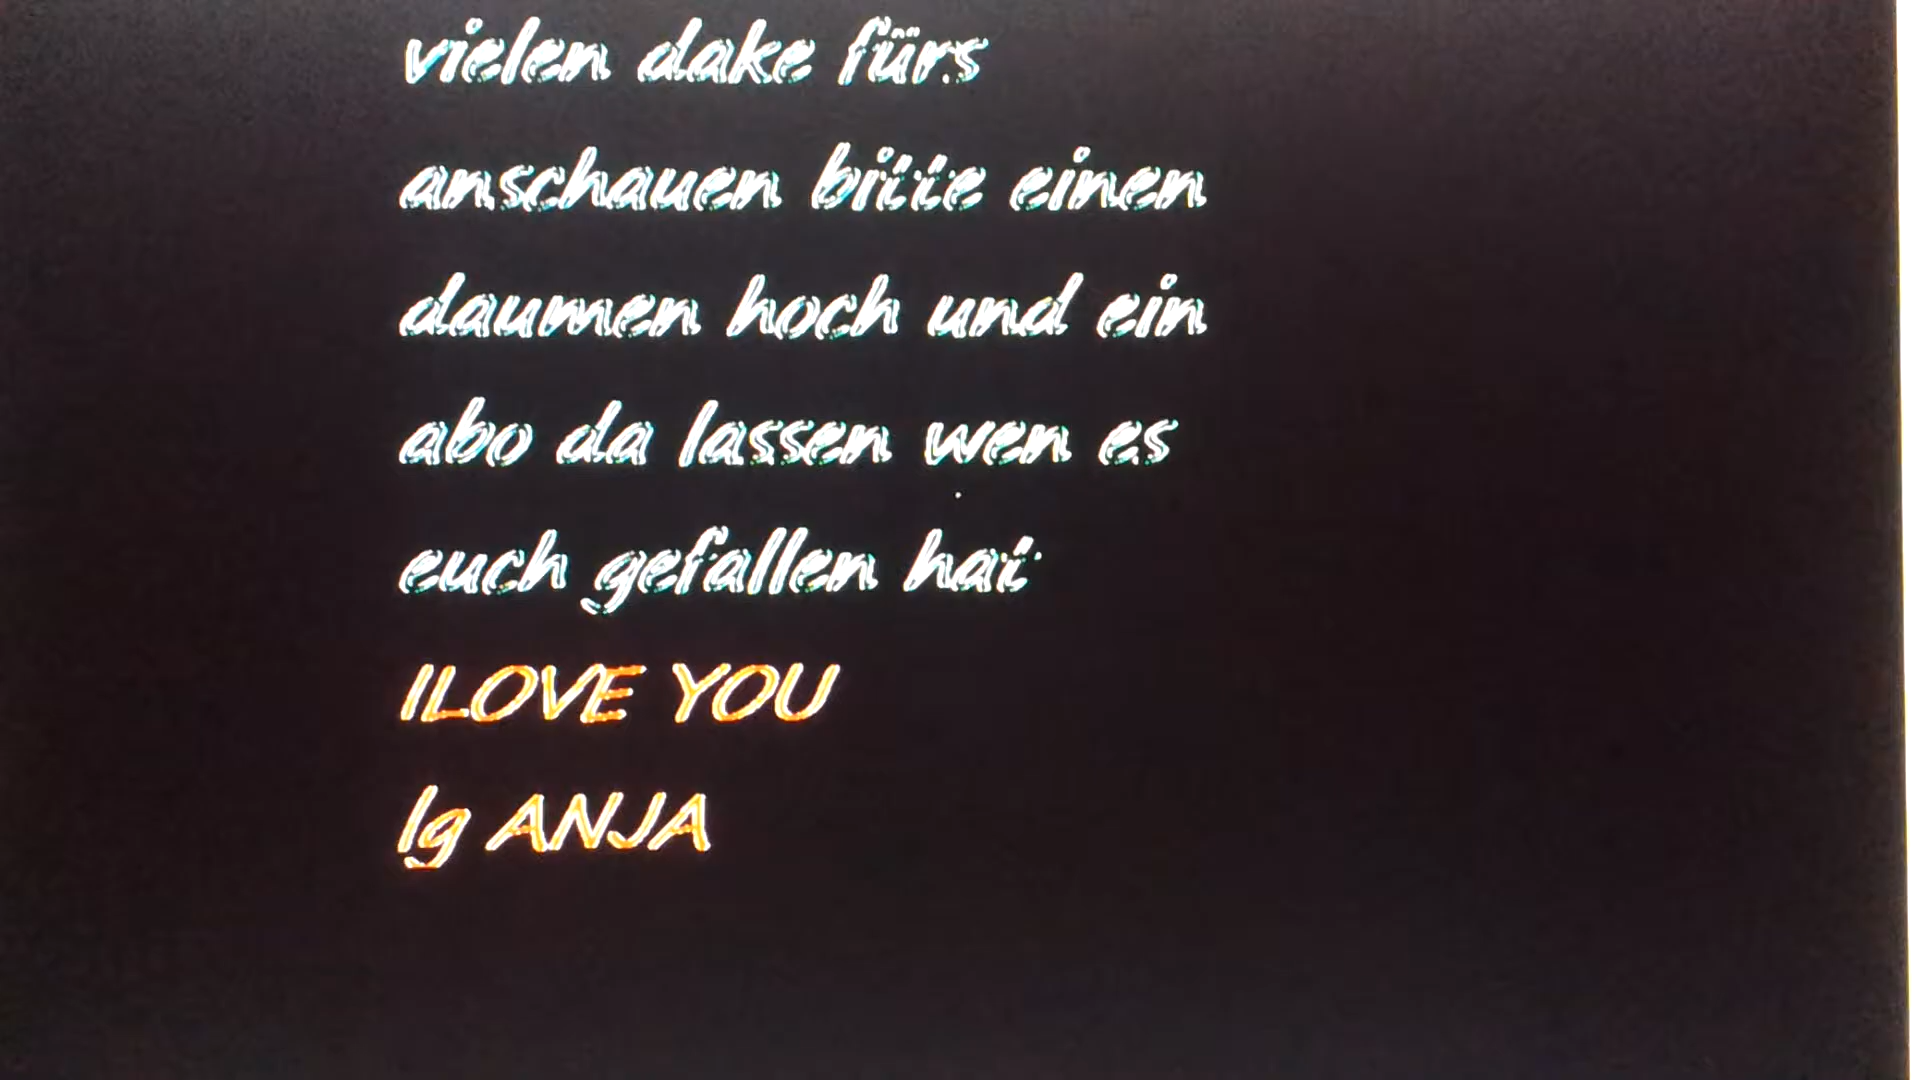 vielen dake fürs
anschauen bitte einen
daumen hoch und ein
abo da lassen wen es
euch gefallen hat
ILOVE YOU
lg ANJA